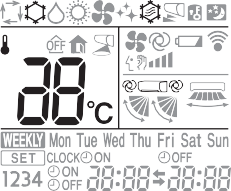 OFF
88°C
WEEKLY Mon Tue Wed Thu Fri Sat Sun
SET CLOCK ON OFF
1234 ON 88:88 88:88
OFF